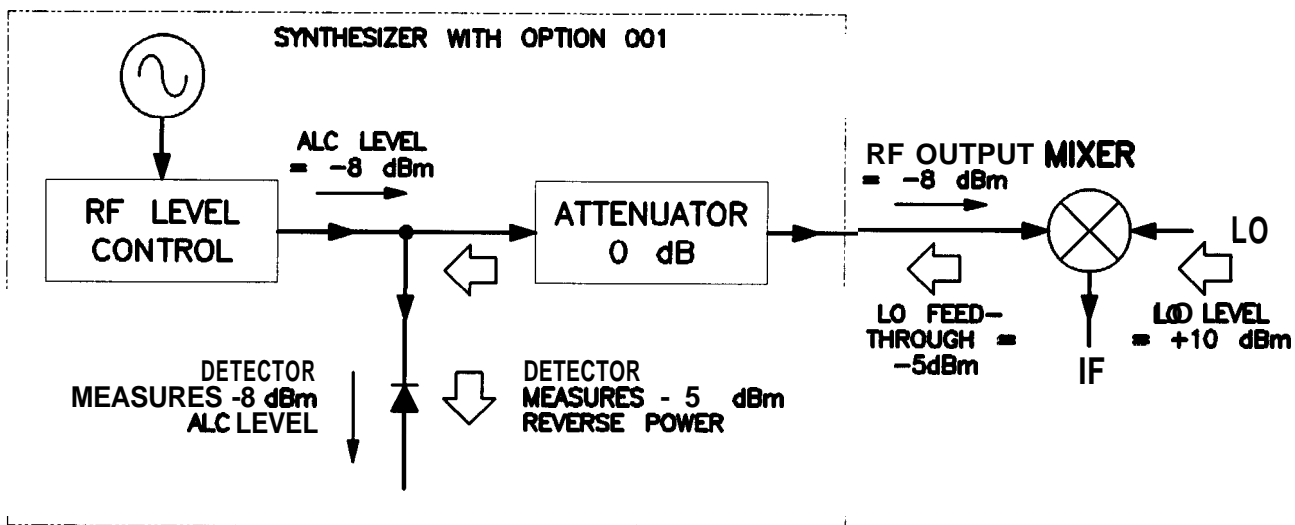 SYNTHESIZER WITH OPTION 001
ALC LEVEL
= -8 dBm
RF LEVEL
CONTROL
ATTENUATOR
0 dB
RF OUTPUT
= -8 dBm
MIXER
LO
LO FEED-
THROUGH =
-5dBm
LO LEVEL
= +10 dBm
IF
DETECTOR
MEASURES -8 dBm
ALC LEVEL
DETECTOR
MEASURES - 5 dBm
REVERSE POWER